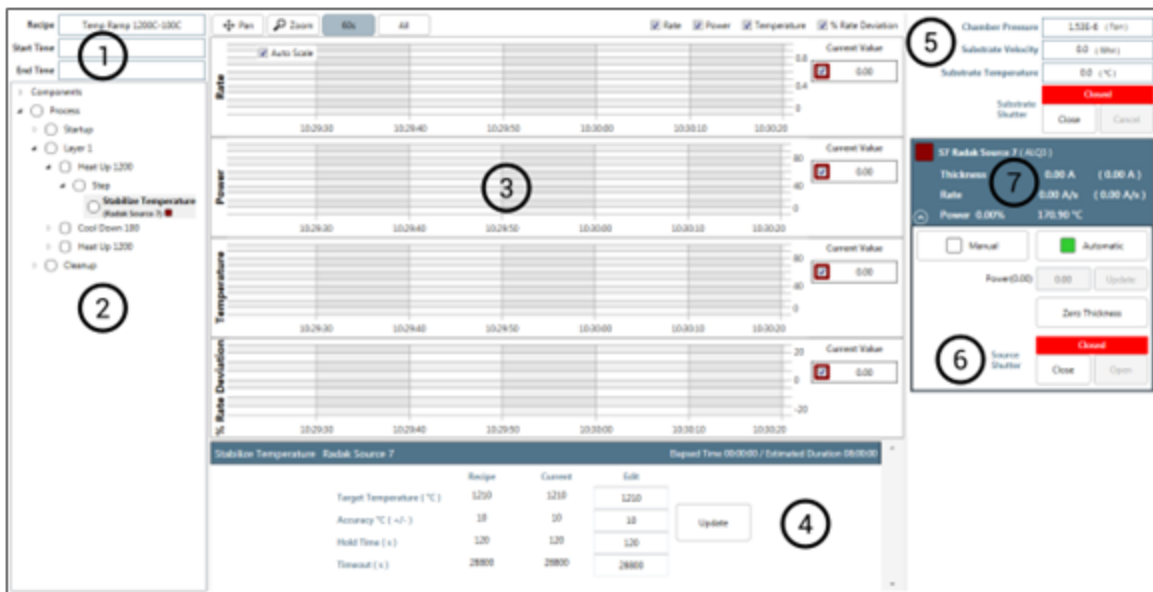 Recipe Temp Ramp 1200C-100C
Start Time
End Time
1
Components
Process
Startup
Layer 1
Heat Up 1200
Step
Stabilize Temperature
(Radak Source 7)
Cool Down 100
Heat Up 1200
Cleanup
2
Pan Zoom 60s All Rate Power Temperature % Rate Deviation
Auto Scale
Rate
Current Value
0.00
0.8
0.4
0
10:29:30 10:29:40 10:29:50 10:30:00 10:30:10 10:30:20
Power
3
Current Value
0.00
80
40
0
10:29:30 10:29:40 10:29:50 10:30:00 10:30:10 10:30:20
Temperature
Current Value
0.00
80
40
0
10:29:30 10:29:40 10:29:50 10:30:00 10:30:10 10:30:20
% Rate Deviation
Current Value
0.00
20
0
-20
10:29:30 10:29:40 10:29:50 10:30:00 10:30:10 10:30:20
Stabilize Temperature Radak Source 7 Elapsed Time 00:00:00 / Estimated Duration 08:00:00
Recipe Current Edit
Target Temperature ( °C ) 1210 1210 1210
Accuracy °C ( +/- ) 10 10 10
Hold Time ( s ) 120 120 120
Timeout ( s ) 28800 28800 28800
Update
4
5
Chamber Pressure 1.53E-6 ( Torr )
Substrate Velocity 0.0
Substrate Temperature 0.0 ( °C )
Substrate Shutter
Closed
Close Cancel
S7 Radak Source 7
7
Thickness 0.00 A ( 0.00 A )
Rate 0.00 A/s ( 0.00 A/s )
Power 0.00% 170.90 °C
Manual Automatic
Power(0.00) 0.00 Update
Zero Thickness
6
Source Shutter
Closed
Close Open